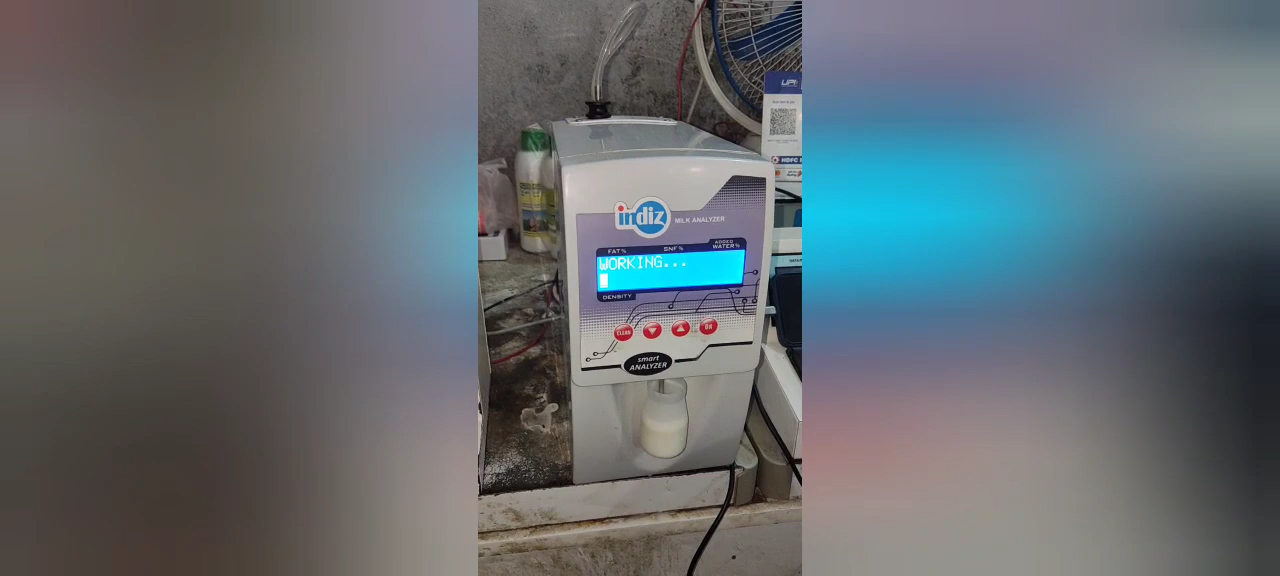 UPI
HDFC
indiz
MILK ANALYZER
FAT% SNF% ADDED WATER%
WORKING...
DENSITY
CLEAN OK
smart
ANALYZER